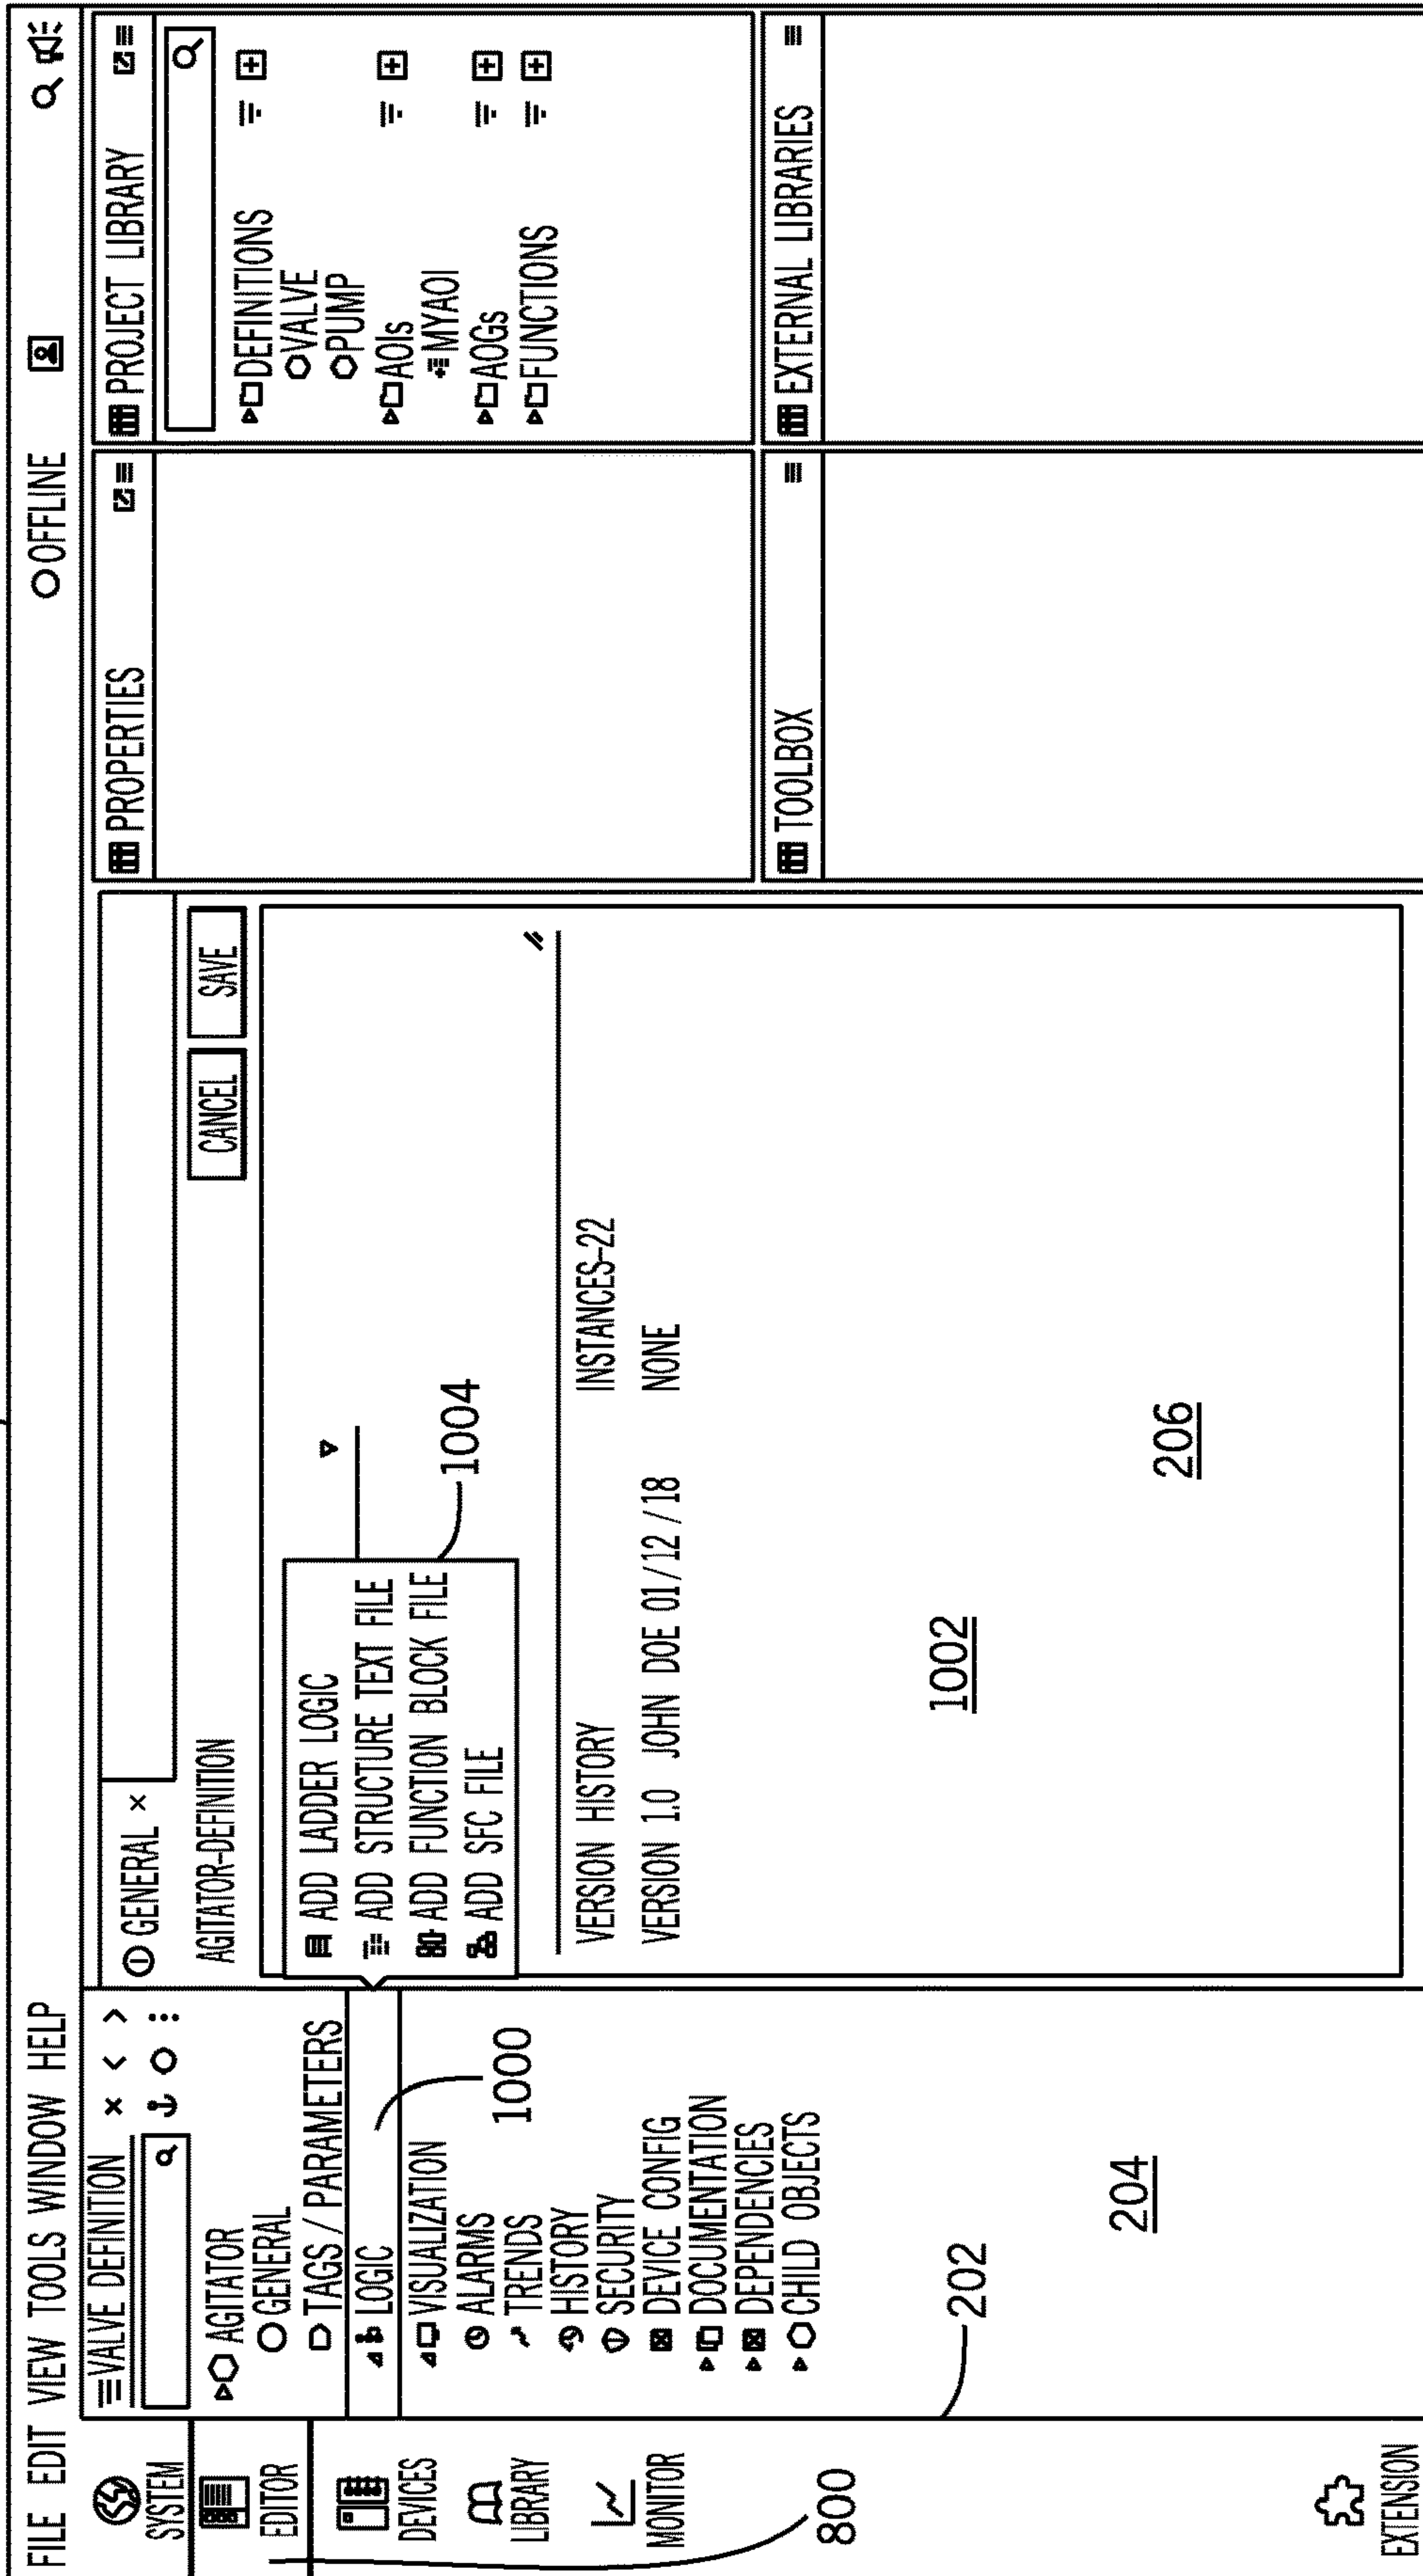 FILE EDIT VIEW TOOLS WINDOW HELP
OFFLINE
SYSTEM
EDITOR
DEVICES
LIBRARY
MONITOR
EXTENSION
800
VALVE DEFINITION
AGITATOR
GENERAL
TAGS / PARAMETERS
LOGIC
VISUALIZATION
ALARMS
TRENDS
HISTORY
SECURITY
DEVICE CONFIG
DOCUMENTATION
DEPENDENCIES
CHILD OBJECTS
1000
202
204
GENERAL ×
AGITATOR-DEFINITION
CANCEL
SAVE
ADD LADDER LOGIC
ADD STRUCTURE TEXT FILE
ADD FUNCTION BLOCK FILE
ADD SFC FILE
1004
VERSION HISTORY INSTANCES-22
VERSION 1.0 JOHN DOE 01/12/18 NONE
1002
206
PROPERTIES
TOOLBOX
PROJECT LIBRARY
DEFINITIONS
VALVE
PUMP
AOIs
MYAOI
AOGs
FUNCTIONS
EXTERNAL LIBRARIES